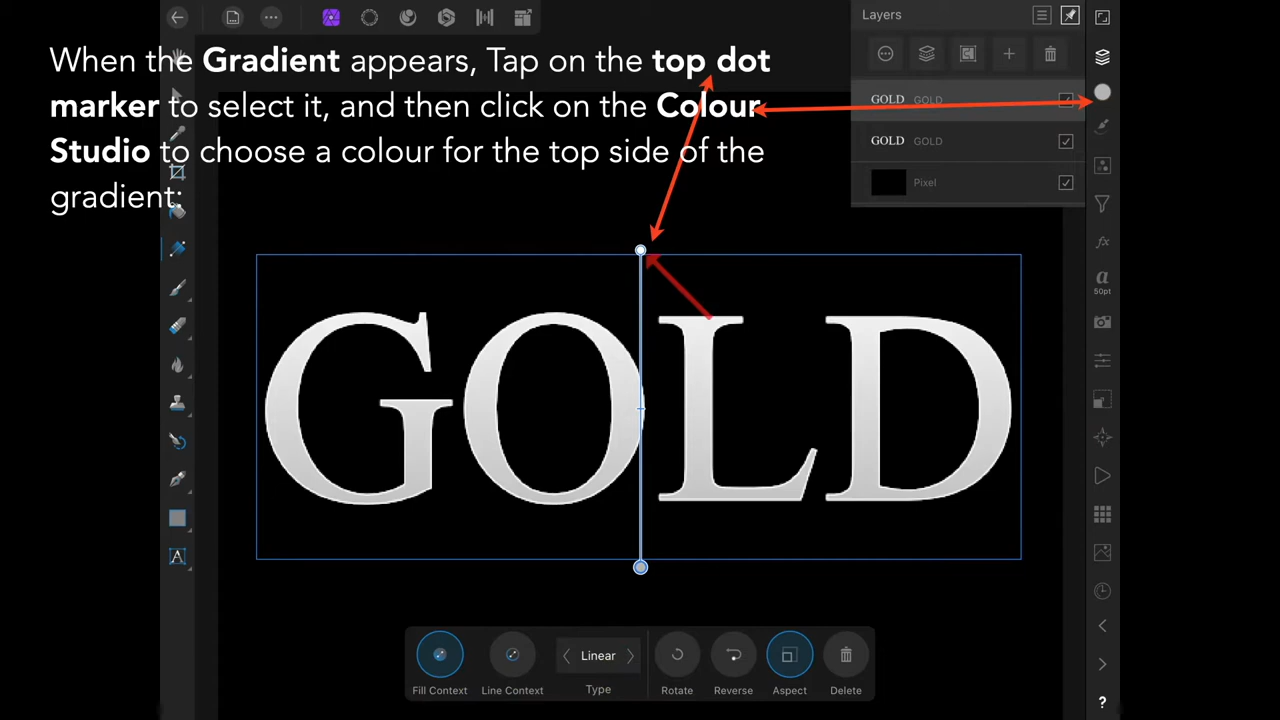 Layers
When the Gradient appears, Tap on the top dot
marker to select it, and then click on the Colour
Studio to choose a colour for the top side of the
gradient:
GOLD GOLD
GOLD GOLD
Pixel
fx
a
50pt
GOLD
A
Linear
Fill Context
Line Context
Type
Rotate
Reverse
Aspect
Delete
?